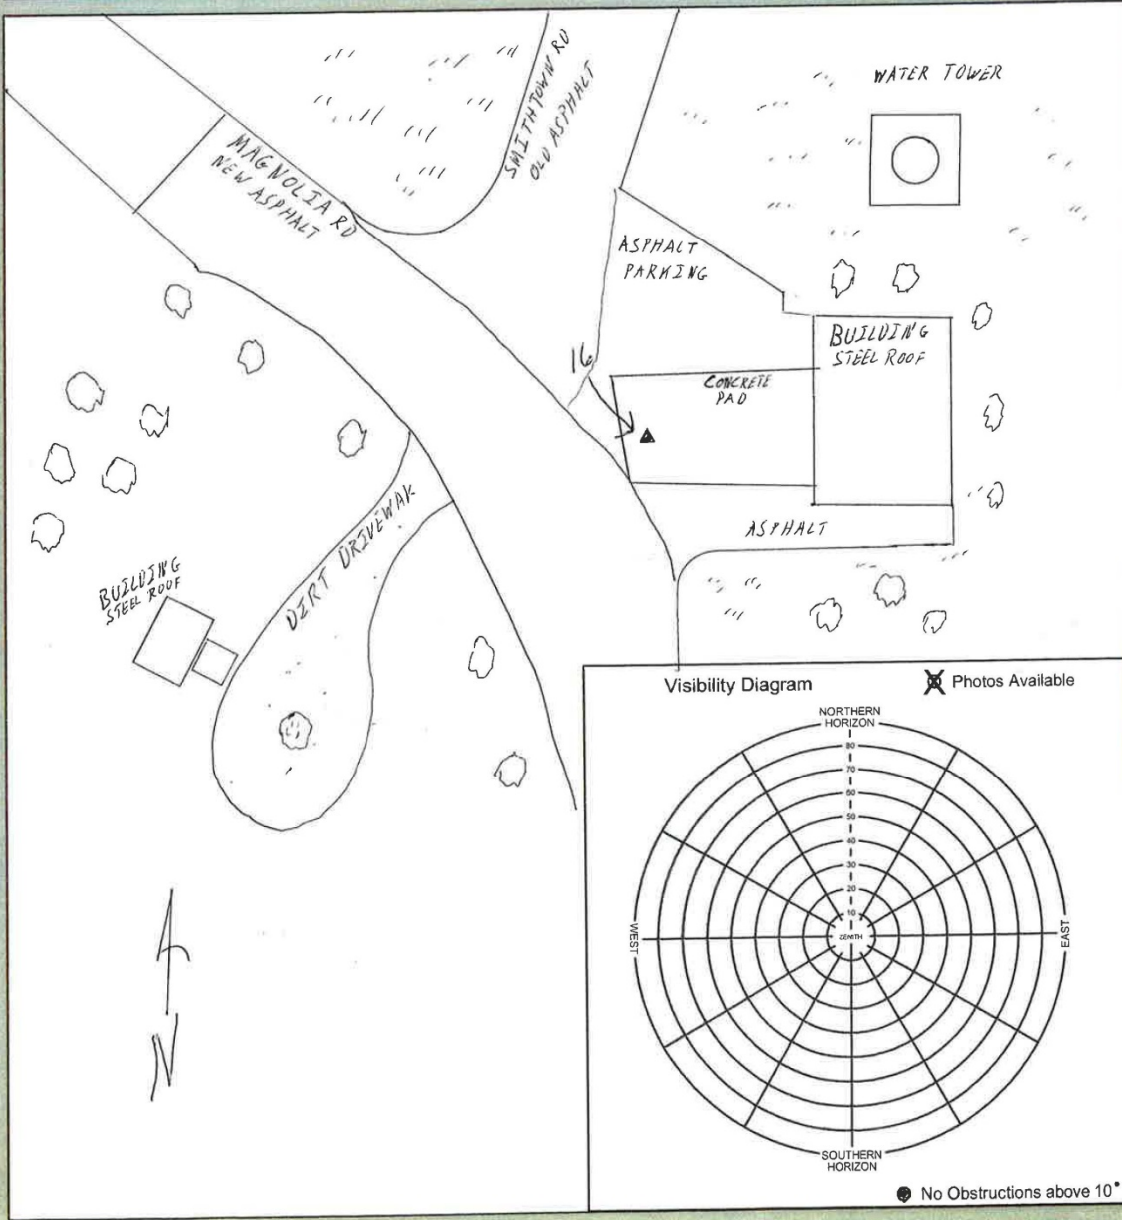 WATER TOWER
SMITHTOWN RD
OLD ASPHALT
MAGNOLIA RD
NEW ASPHALT
ASPHALT
PARKING
BUILDING
STEEL ROOF
16
CONCRETE
PAD
ASPHALT
DIRT DRIVEWAK
BUILDING
STEEL ROOF
N
Visibility Diagram
Photos Available
NORTHERN
HORIZON
80
70
60
50
40
30
20
10
ZENITH
WEST
EAST
SOUTHERN
HORIZON
No Obstructions above 10°